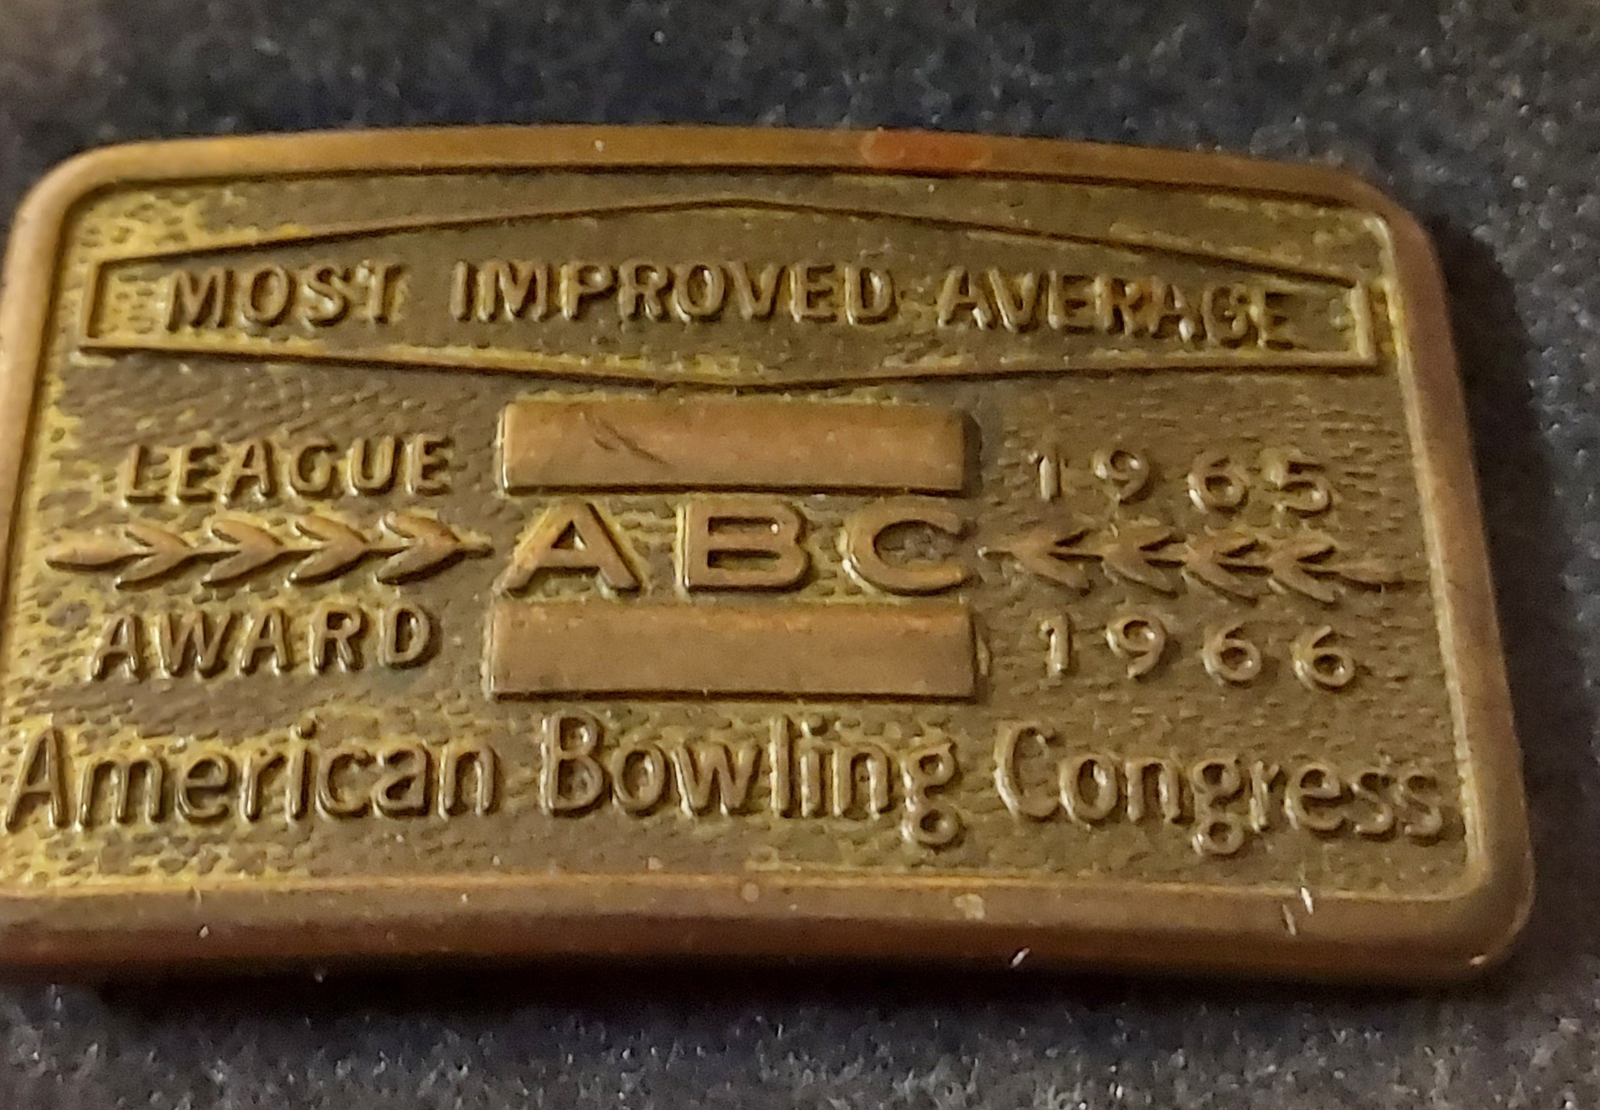 MOST IMPROVED AVERAGE
LEAGUE
1965
ABC
AWARD
1966
American Bowling Congress